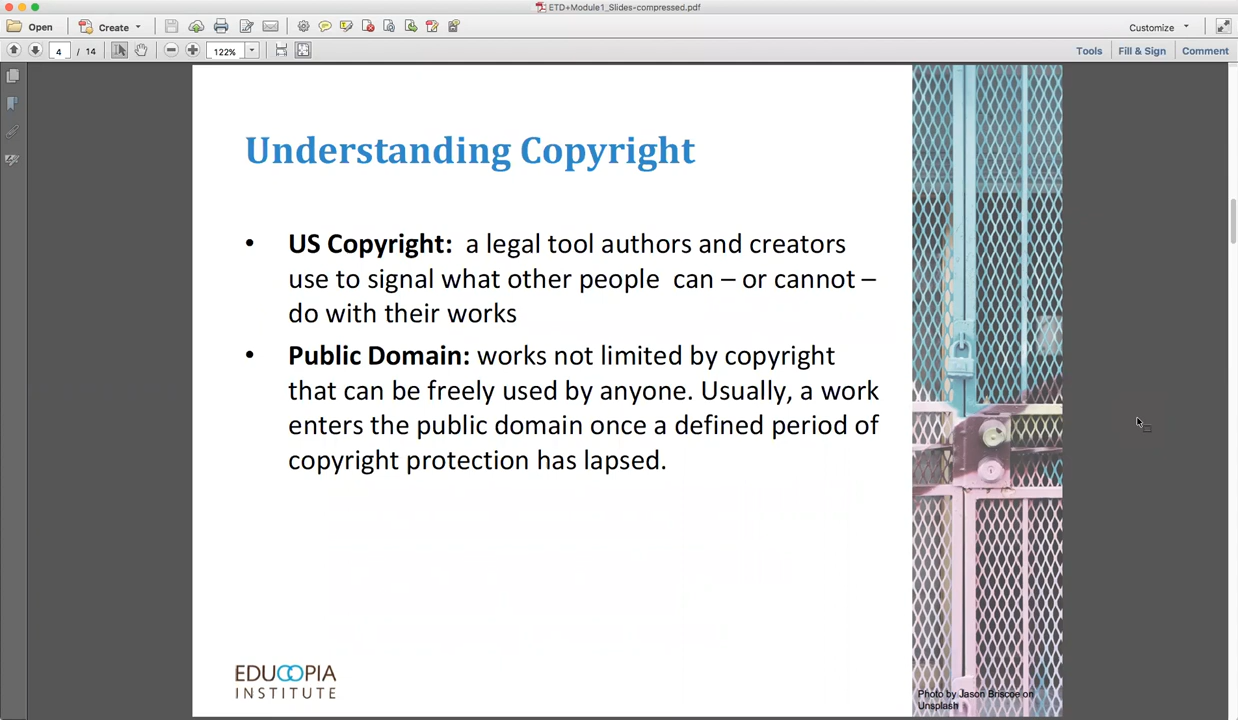 ETD+Module1_Slides-compressed.pdf
Open
Create
Customize
4 / 14
122%
Tools
Fill & Sign
Comment
Understanding Copyright
• US Copyright: a legal tool authors and creators
use to signal what other people can – or cannot –
do with their works
• Public Domain: works not limited by copyright
that can be freely used by anyone. Usually, a work
enters the public domain once a defined period of
copyright protection has lapsed.
EDUCOPIA
INSTITUTE
Photo by Jason Briscoe on
Unsplash